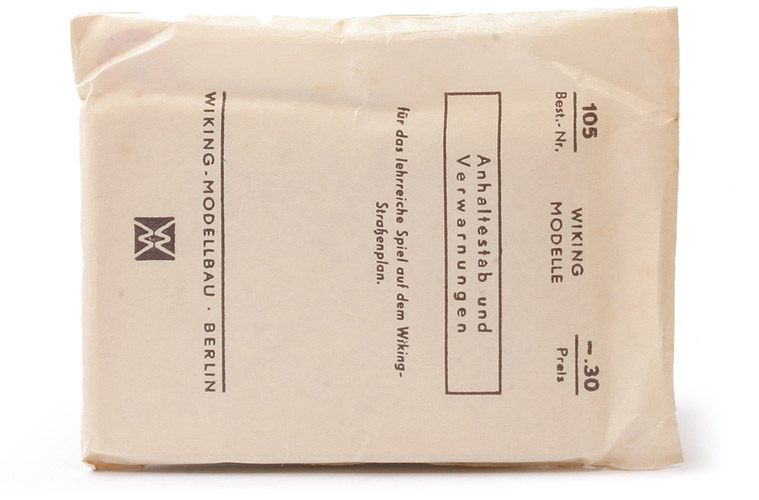 105
Best.-Nr.
WIKING
MODELLE
-.30
Preis
Anhaltestab und
Verwarnungen
für das lehrreiche Spiel auf dem Wiking-
Straßenplan.
WIKING-MODELLBAU · BERLIN
W
M